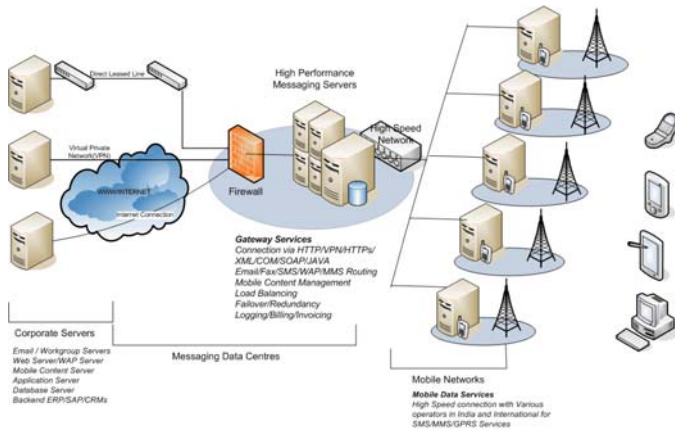 Direct Leased Line
High Performance
Messaging Servers
High Speed
Network
Virtual Private
Network(VPN)
WWW/INTERNET
Internet Connection
Firewall
Gateway Services
Connection via HTTP/VPN/HTTPs/
XML/COM/SOAP/JAVA
Email/Fax/SMS/WAP/MMS Routing
Mobile Content Management
Load Balancing
Failover/Redundancy
Logging/Billing/Invoicing
Corporate Servers
Email / Workgroup Servers
Web Server/WAP Server
Mobile Content Server
Application Server
Database Server
Backend ERP/SAP/CRMs
Messaging Data Centres
Mobile Networks
Mobile Data Services
High Speed connection with Various
operators in India and International for
SMS/MMS/GPRS Services